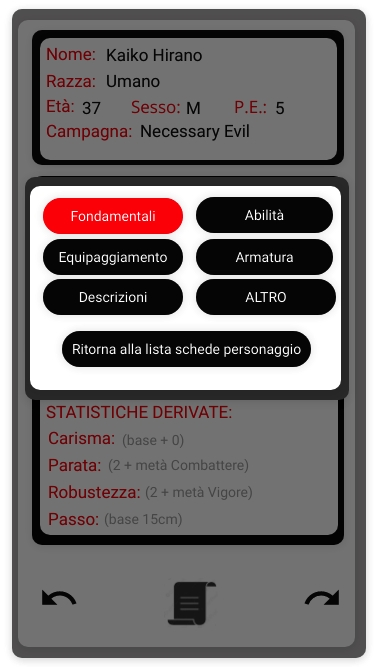 Nome: Kaiko Hirano
Razza: Umano
Età: 37 Sesso: M P.E.: 5
Campagna: Necessary Evil
Fondamentali Abilità
Equipaggiamento Armatura
Descrizioni ALTRO
Ritorna alla lista schede personaggio
STATISTICHE DERIVATE:
Carisma: (base + 0)
Parata: (2 + metà Combattere)
Robustezza: (2 + metà Vigore)
Passo: (base 15cm)